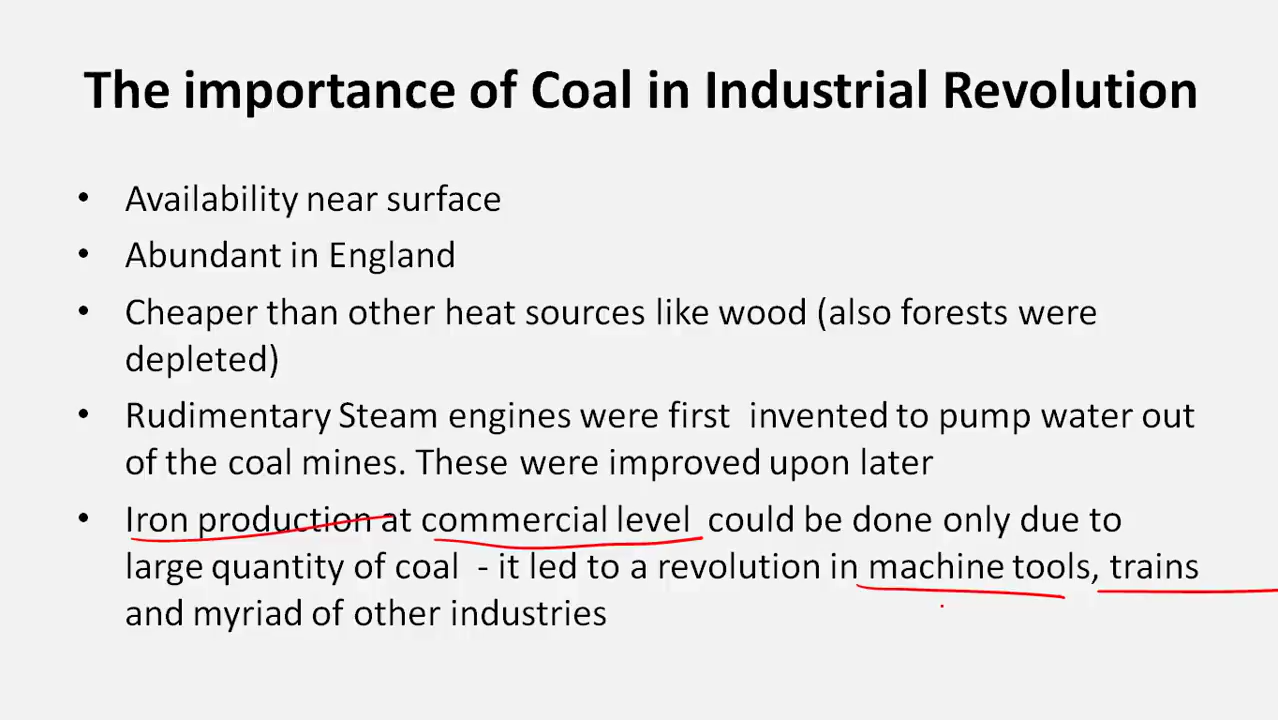 The importance of Coal in Industrial Revolution
• Availability near surface
• Abundant in England
• Cheaper than other heat sources like wood (also forests were
depleted)
• Rudimentary Steam engines were first  invented to pump water out
of the coal mines. These were improved upon later
• Iron production at commercial level  could be done only due to
large quantity of coal  - it led to a revolution in machine tools, trains
and myriad of other industries